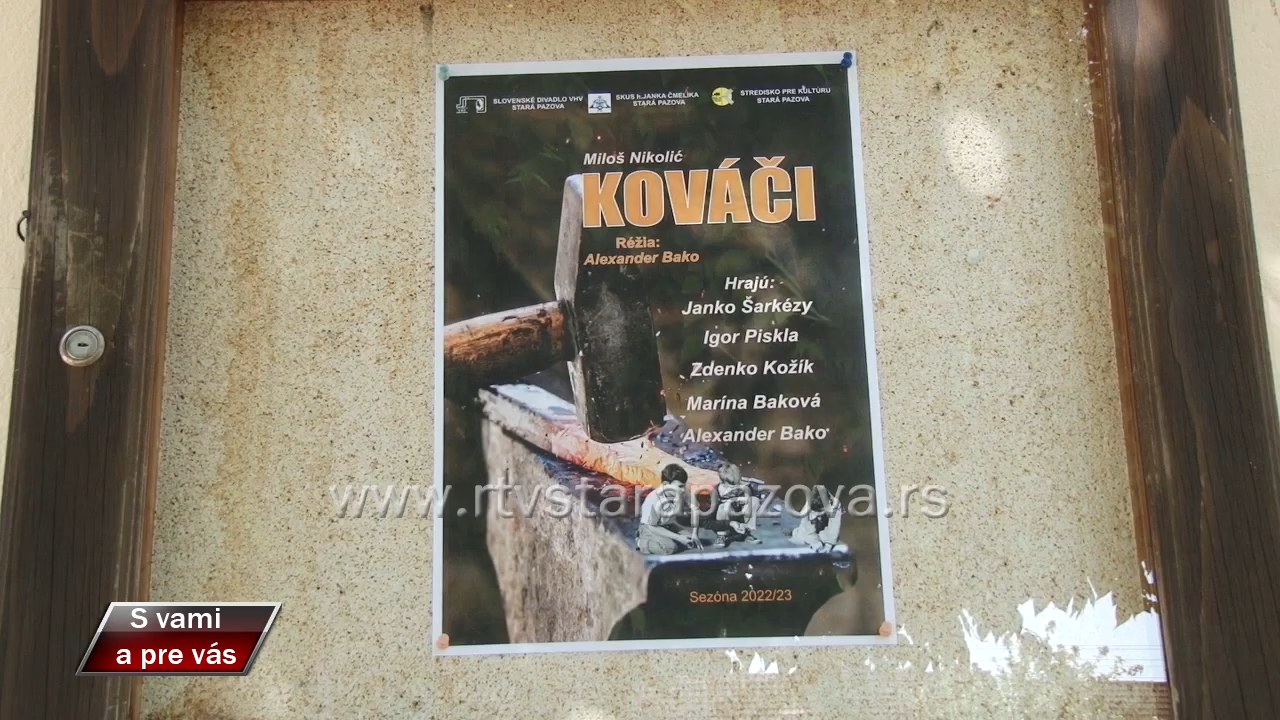 SLOVENSKÉ DIVADLO VHV
STARÁ PAZOVA
SKUS h.JANKA ČMELÍKA
STARÁ PAZOVA
STREDISKO PRE KULTÚRU
STARÁ PAZOVA
Miloš Nikolić
KOVÁČI
Réžia:
Alexander Bako
Hrajú:
Janko Šarkézy
Igor Piskla
Zdenko Kožík
Marína Baková
Alexander Bako
www.rtvstarapazova.rs
Sezóna 2022/23
S vami
a pre vás